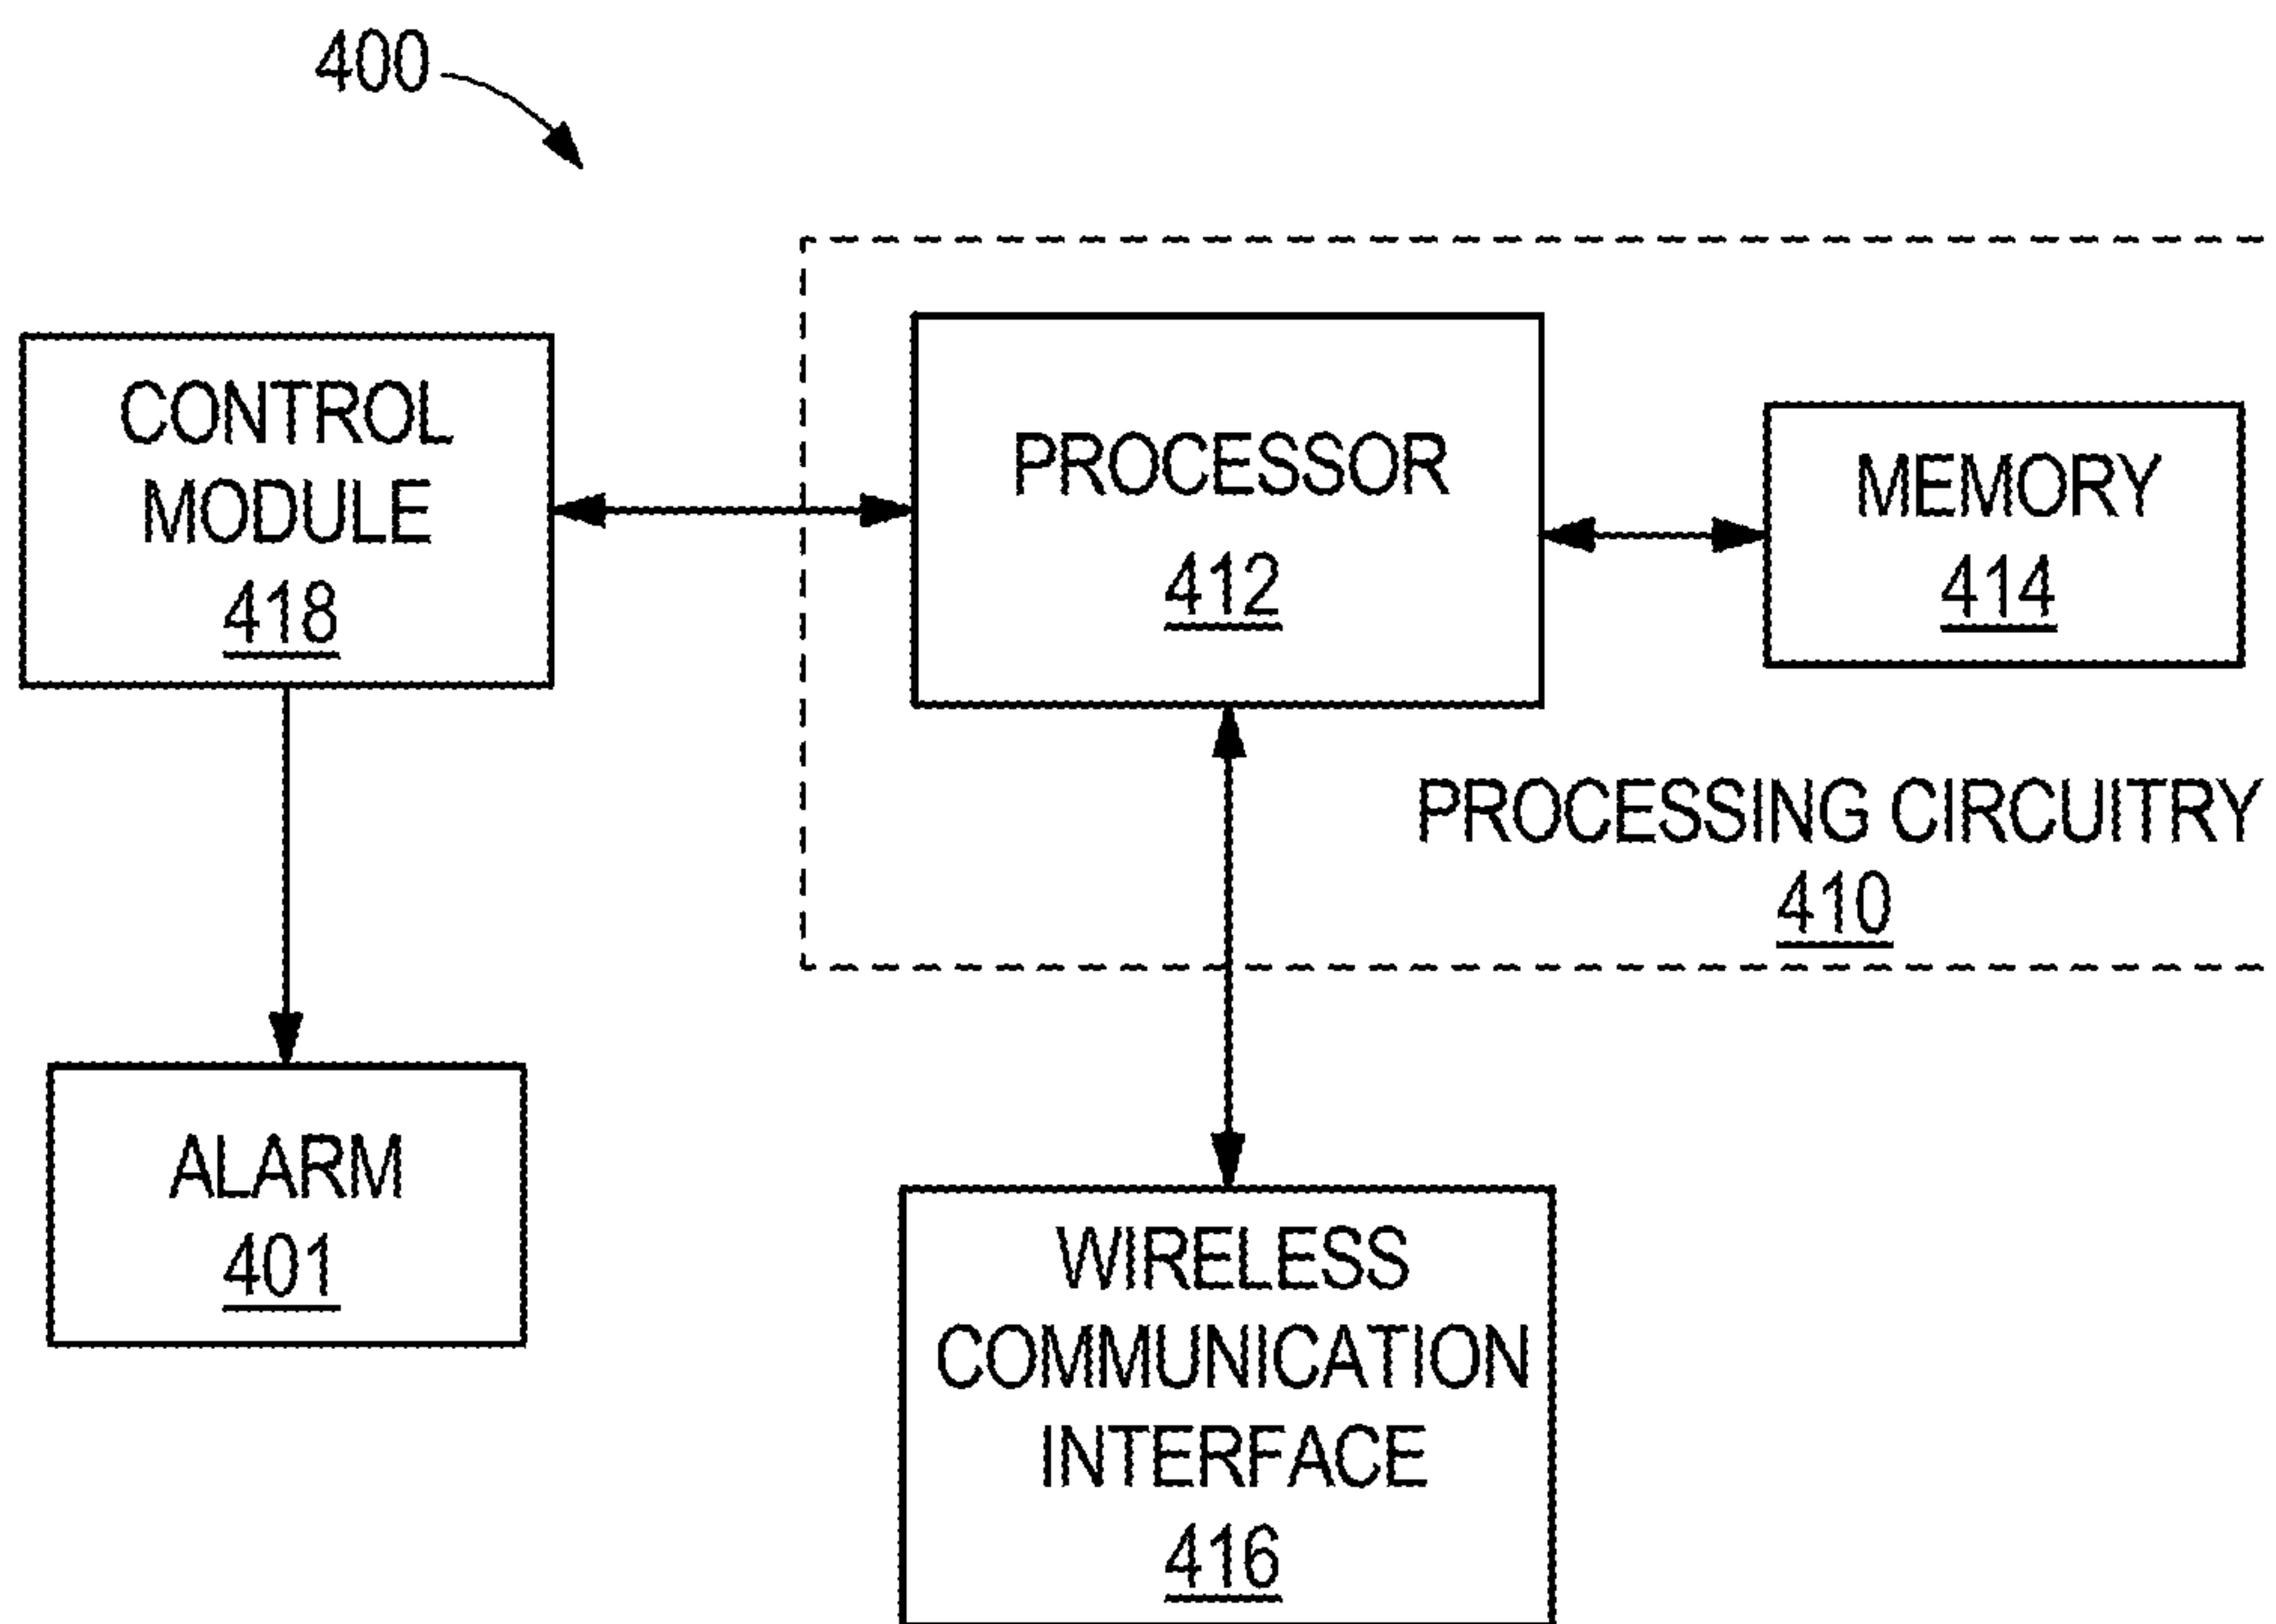 400
CONTROL
MODULE
418
PROCESSOR
412
MEMORY
414
PROCESSING CIRCUITRY
410
ALARM
401
WIRELESS
COMMUNICATION
INTERFACE
416